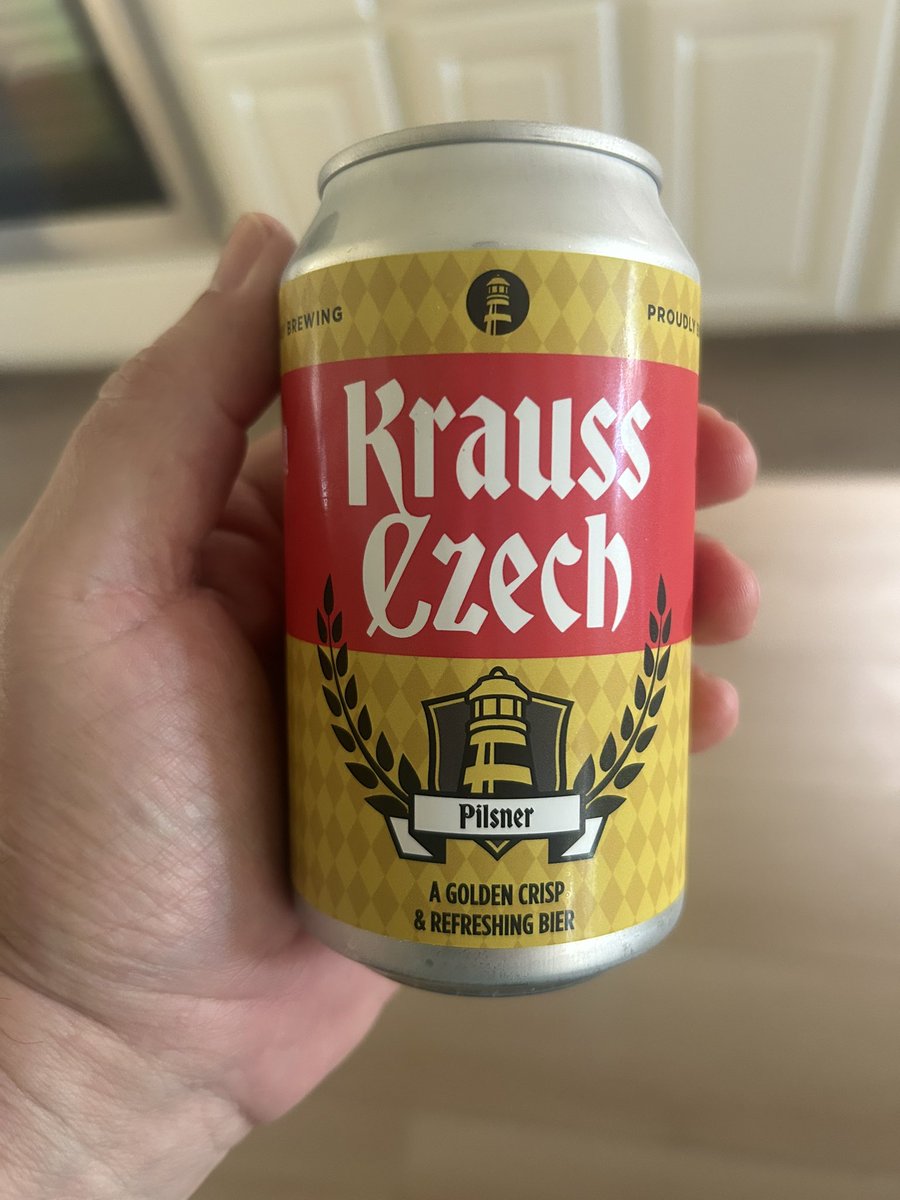 BREWING
PROUDLY
Krauss
Czech
Pilsner
A GOLDEN CRISP
& REFRESHING BIER